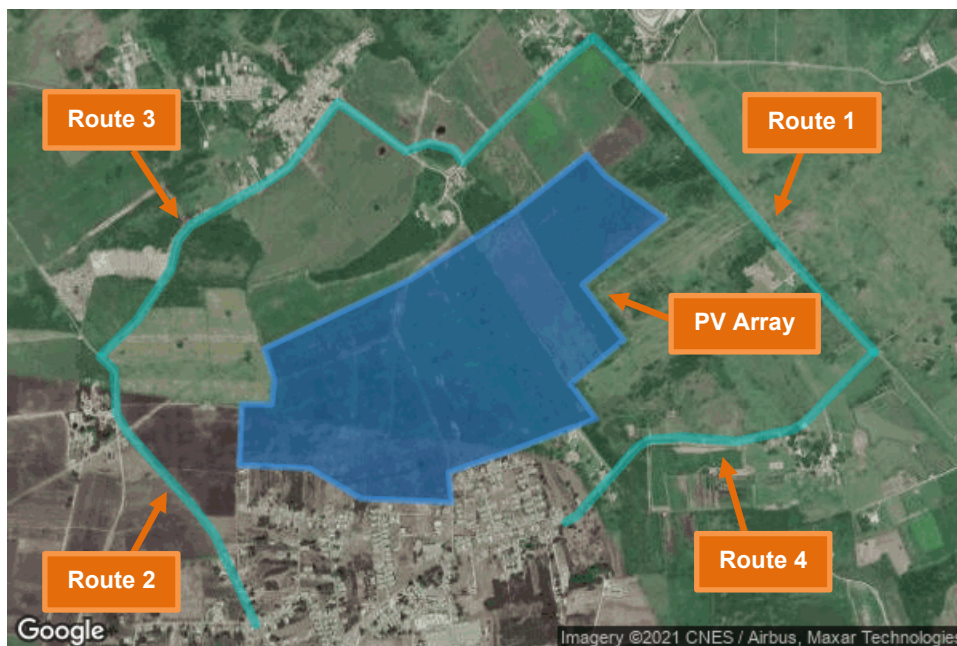 Route 3
Route 1
PV Array
Route 2
Route 4
Google
Imagery ©2021 CNES / Airbus, Maxar Technologies